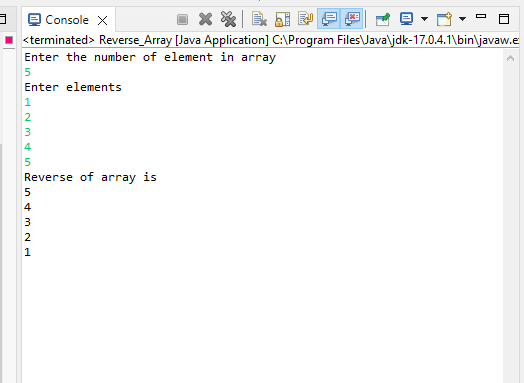 Console
<terminated> Reverse_Array [Java Application] C:\Program Files\Java\jdk-17.0.4.1\bin\javaw.e
Enter the number of element in array
5
Enter elements
1
2
3
4
5
Reverse of array is
5
4
3
2
1